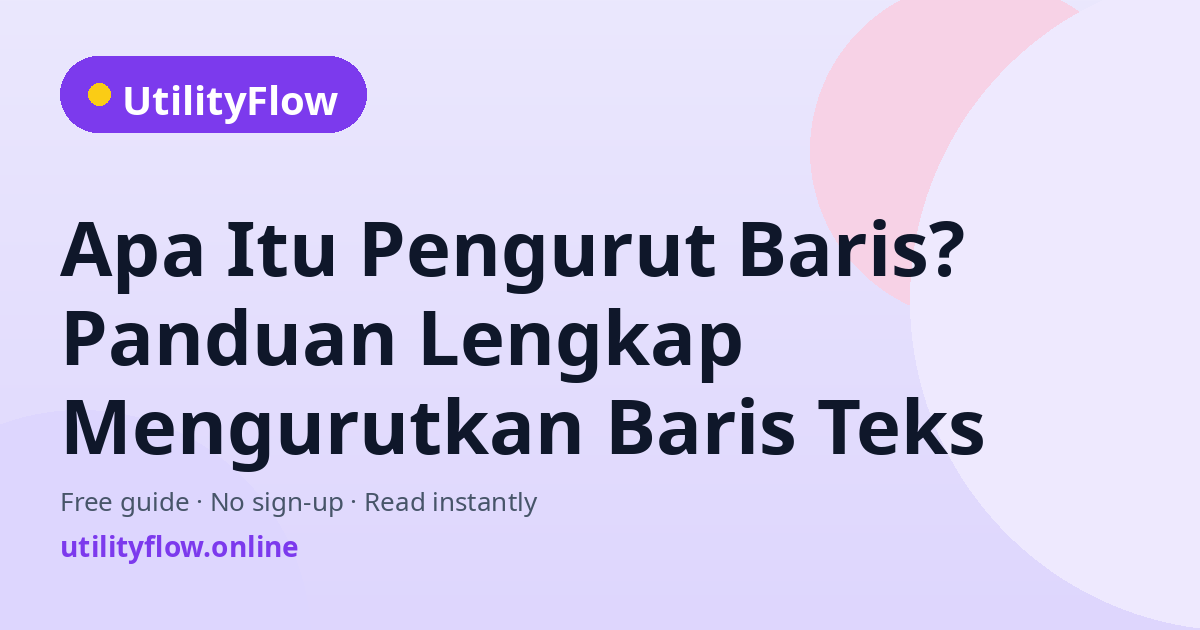 UtilityFlow
Apa Itu Pengurut Baris?
Panduan Lengkap
Mengurutkan Baris Teks
Free guide · No sign-up · Read instantly
utilityflow.online